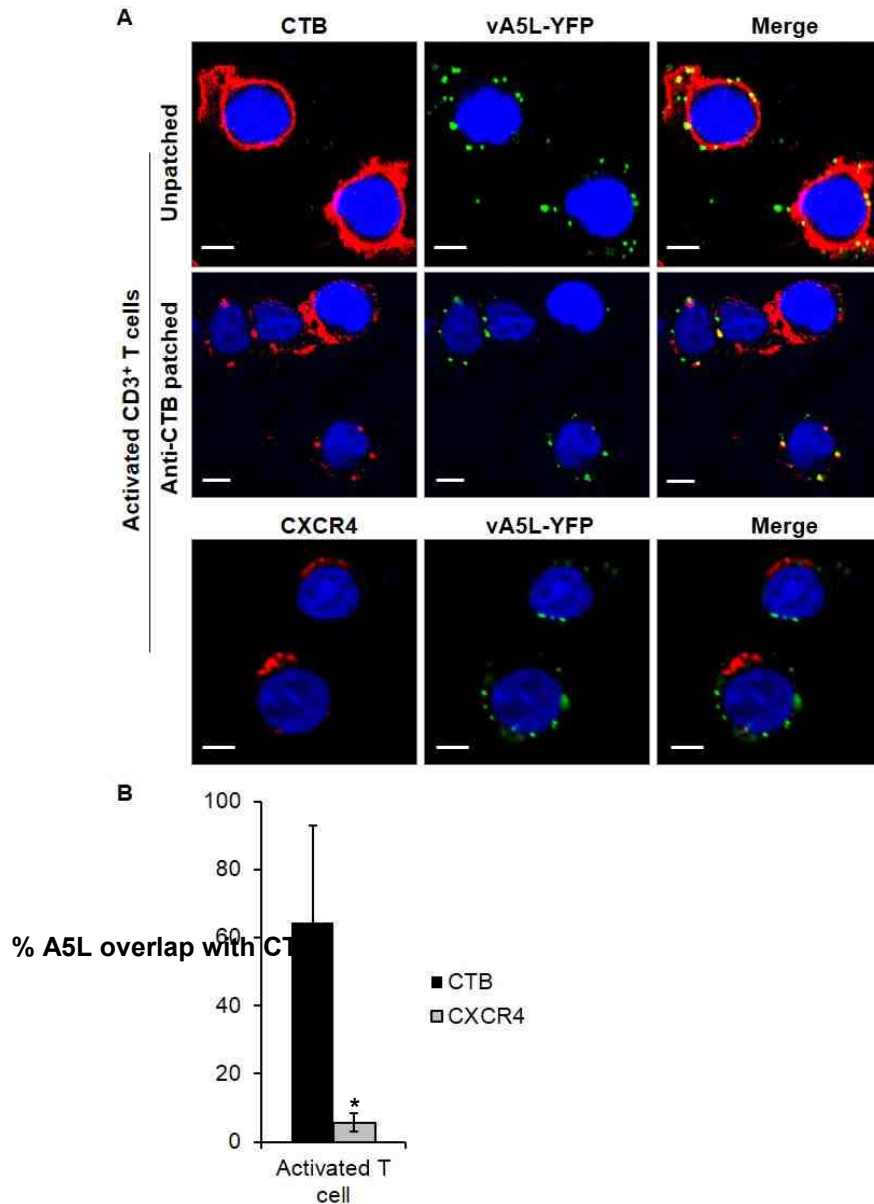 A
CTB vA5L-YFP Merge
Activated CD3+ T cells
Unpatched
Anti-CTB patched
CXCR4 vA5L-YFP Merge
B
100
80
60
40
20
0
% A5L overlap with CT
*
CTB
CXCR4
Activated T
cell